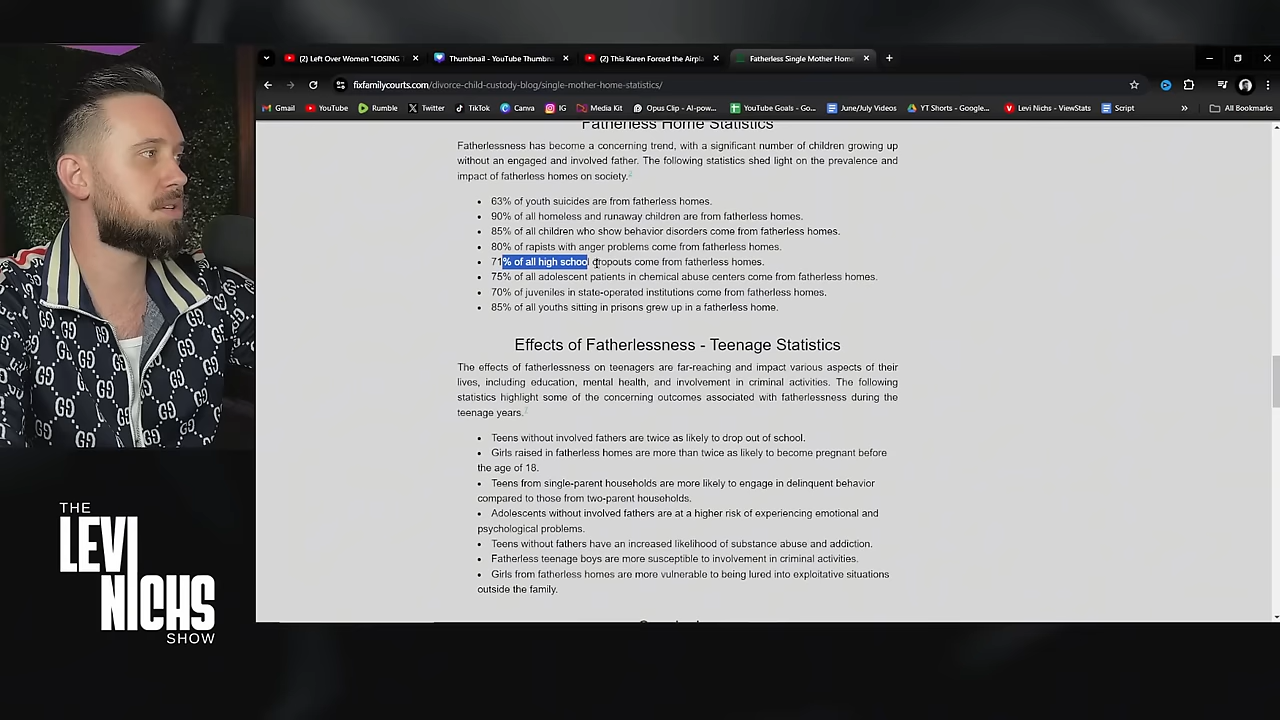 (2) Left Over Women "LOSING
Thumbnail - YouTube Thumbn
(2) This Karen Forced the Airpla
Fatherless Single Mother Hom
fixfamilycourts.com/divorce-child-custody-blog/single-mother-home-statistics/
Gmail
YouTube
Rumble
Twitter
TikTok
Canva
IG
Media Kit
Opus Clip - AI-pow...
YouTube Goals - Goo...
June/July Videos
YT Shorts - Google...
Levi Nichs - ViewStats
Script
All Bookmarks
Fatherless Home Statistics
Fatherlessness has become a concerning trend, with a significant number of children growing up
without an engaged and involved father. The following statistics shed light on the prevalence and
impact of fatherless homes on society.
• 63% of youth suicides are from fatherless homes.
• 90% of all homeless and runaway children are from fatherless homes.
• 85% of all children who show behavior disorders come from fatherless homes.
• 80% of rapists with anger problems come from fatherless homes.
• 71% of all high school dropouts come from fatherless homes.
• 75% of all adolescent patients in chemical abuse centers come from fatherless homes.
• 70% of juveniles in state-operated institutions come from fatherless homes.
• 85% of all youths sitting in prisons grew up in a fatherless home.
Effects of Fatherlessness - Teenage Statistics
The effects of fatherlessness on teenagers are far-reaching and impact various aspects of their
lives, including education, mental health, and involvement in criminal activities. The following
statistics highlight some of the concerning outcomes associated with fatherlessness during the
teenage years.
• Teens without involved fathers are twice as likely to drop out of school.
• Girls raised in fatherless homes are more than twice as likely to become pregnant before
the age of 18.
• Teens from single-parent households are more likely to engage in delinquent behavior
compared to those from two-parent households.
• Adolescents without involved fathers are at a higher risk of experiencing emotional and
psychological problems.
• Teens without fathers have an increased likelihood of substance abuse and addiction.
• Fatherless teenage boys are more susceptible to involvement in criminal activities.
• Girls from fatherless homes are more vulnerable to being lured into exploitative situations
outside the family.
THE
LEVI
NICHS
SHOW